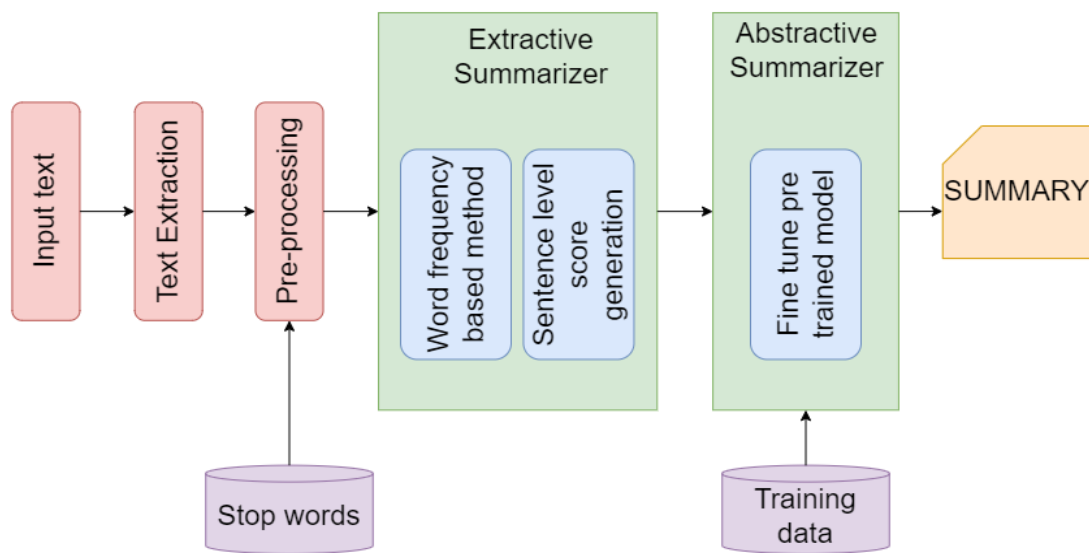 Input text
Text Extraction
Pre-processing
Extractive
Summarizer
Word frequency
based method
Sentence level
score
generation
Abstractive
Summarizer
Fine tune pre
trained model
SUMMARY
Stop words
Training
data